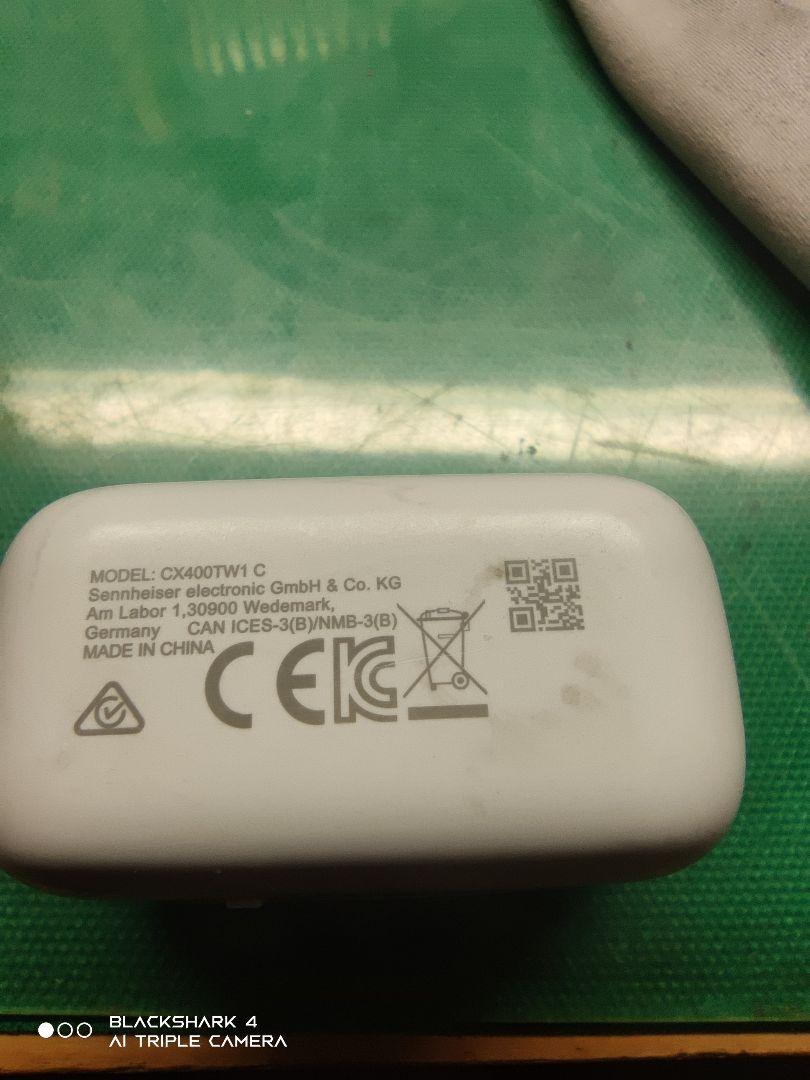 MODEL: CX400TW1 C
Sennheiser electronic GmbH & Co. KG
Am Labor 1,30900 Wedemark,
Germany CAN ICES-3(B)/NMB-3(B)
MADE IN CHINA
BLACKSHARK 4
AI TRIPLE CAMERA